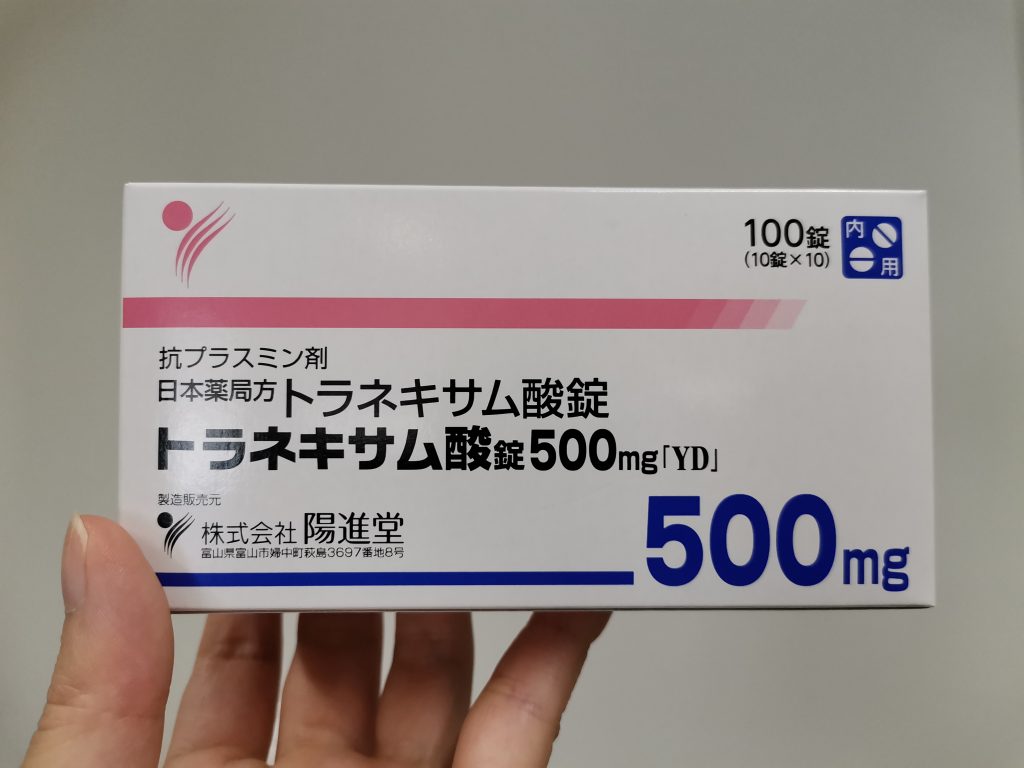 100錠
(10錠×10)
内
用
抗プラスミン剤
日本薬局方 トラネキサム酸錠
トラネキサム酸錠500mg「YD」
製造販売元
株式会社 陽進堂
富山県富山市婦中町萩島3697番地8号
500mg